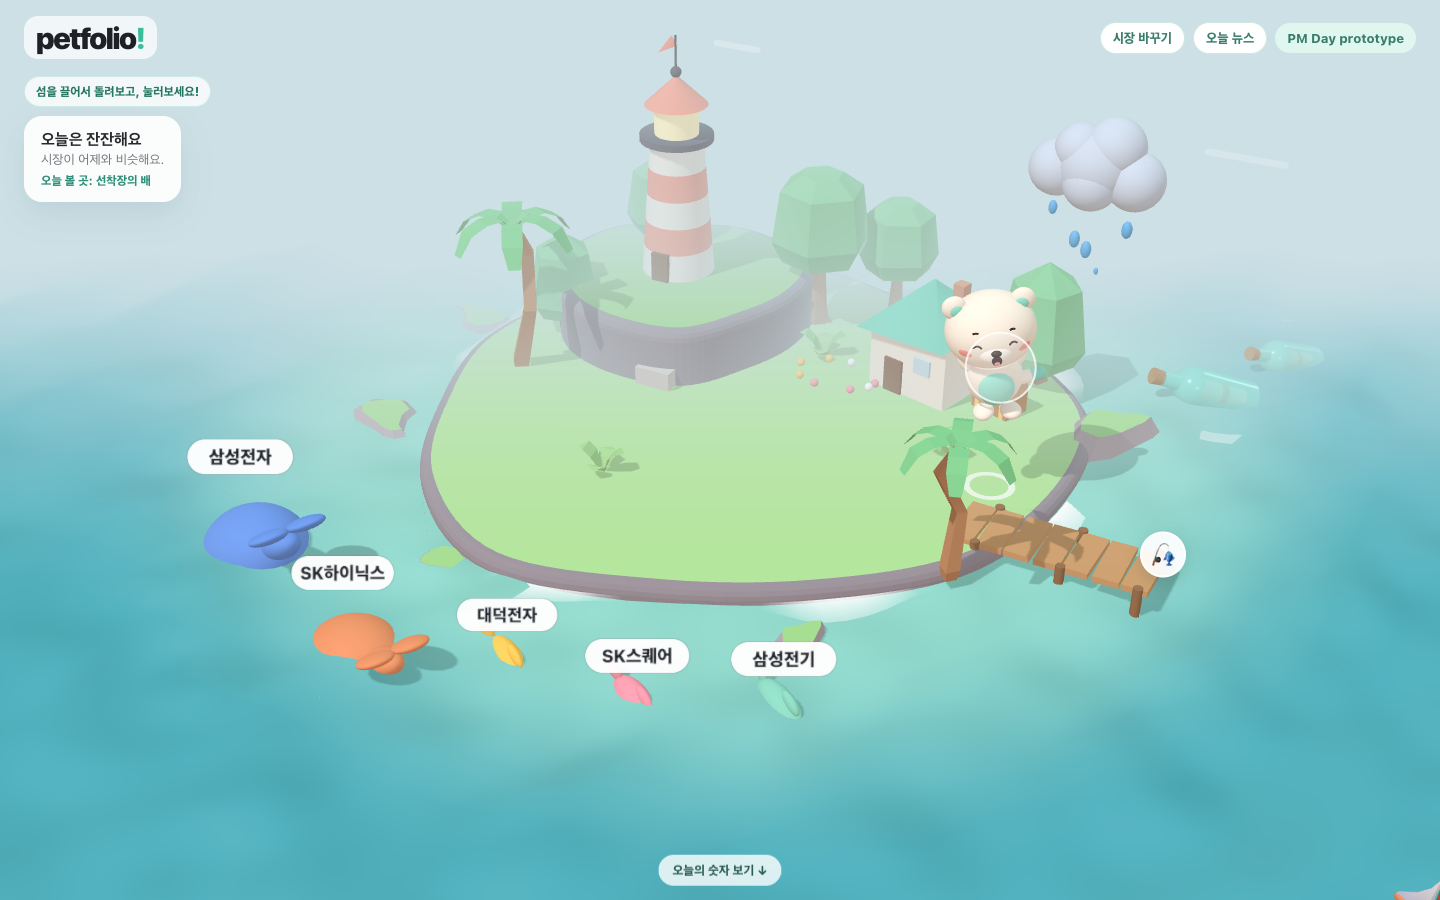 petfolio!
시장 바꾸기
오늘 뉴스
PM Day prototype
섬을 끌어서 돌려보고, 눌러보세요!
오늘은 잔잔해요
시장이 어제와 비슷해요.
오늘 볼 곳: 선착장의 배
삼성전자
SK하이닉스
대덕전자
SK스퀘어
삼성전기
오늘의 숫자 보기 ↓